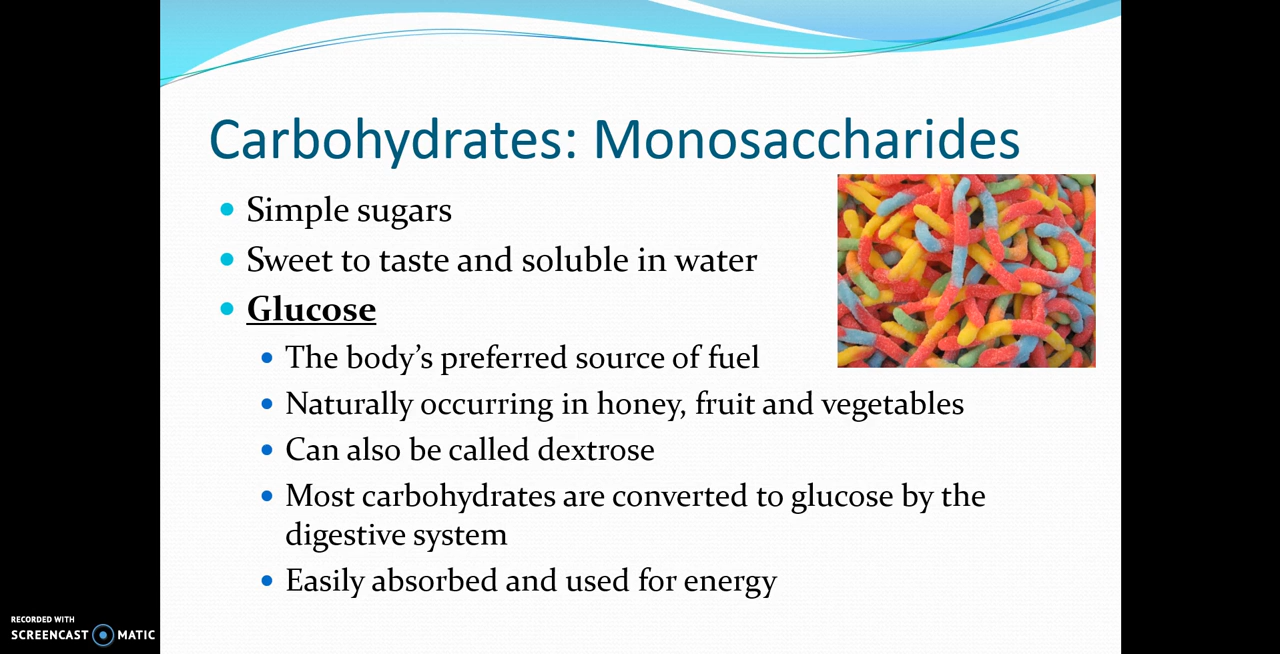 Carbohydrates: Monosaccharides
Simple sugars
Sweet to taste and soluble in water
Glucose
The body’s preferred source of fuel
Naturally occurring in honey, fruit and vegetables
Can also be called dextrose
Most carbohydrates are converted to glucose by the
digestive system
Easily absorbed and used for energy
RECORDED WITH
SCREENCAST MATIC